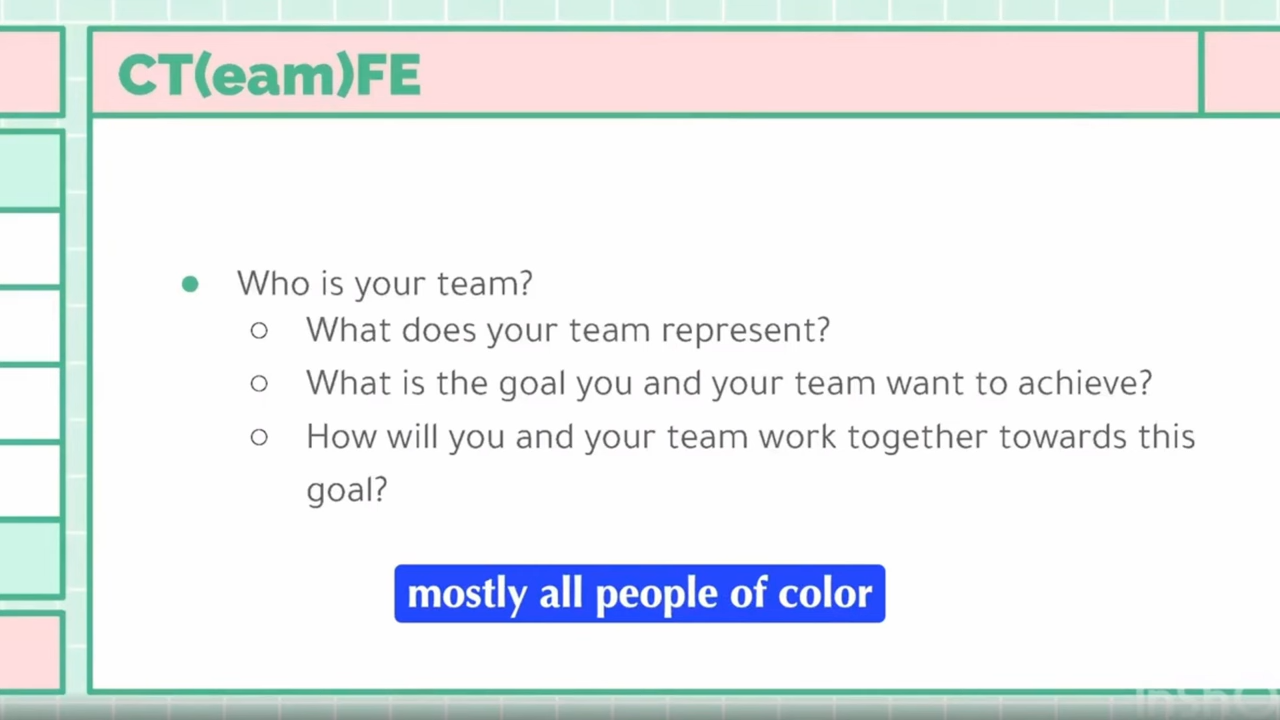 CT(eam)FE
● Who is your team?
○ What does your team represent?
○ What is the goal you and your team want to achieve?
○ How will you and your team work together towards this
goal?
mostly all people of color